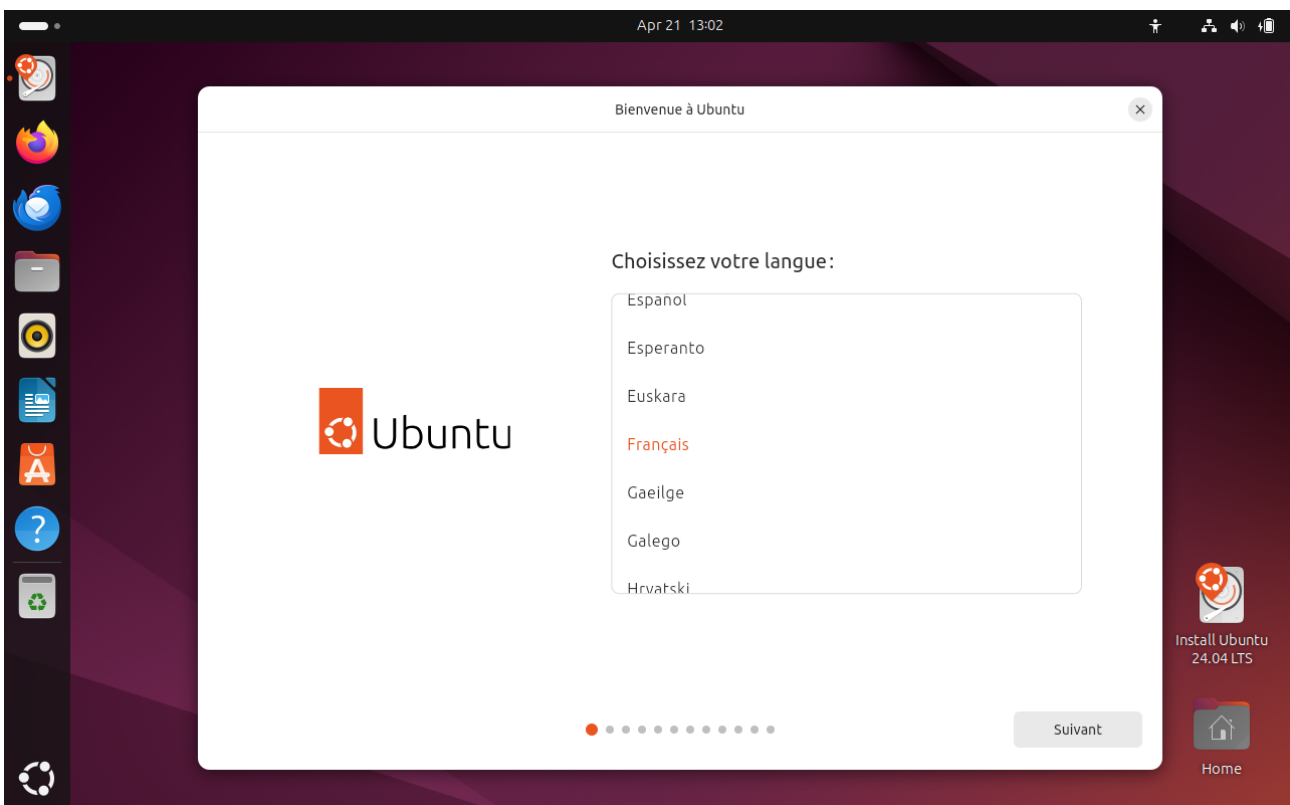 Apr 21 13:02
Bienvenue à Ubuntu
Choisissez votre langue :
Español
Esperanto
Euskara
Français
Gaeilge
Galego
Hrvatski
Ubuntu
Suivant
Install Ubuntu
24.04 LTS
Home